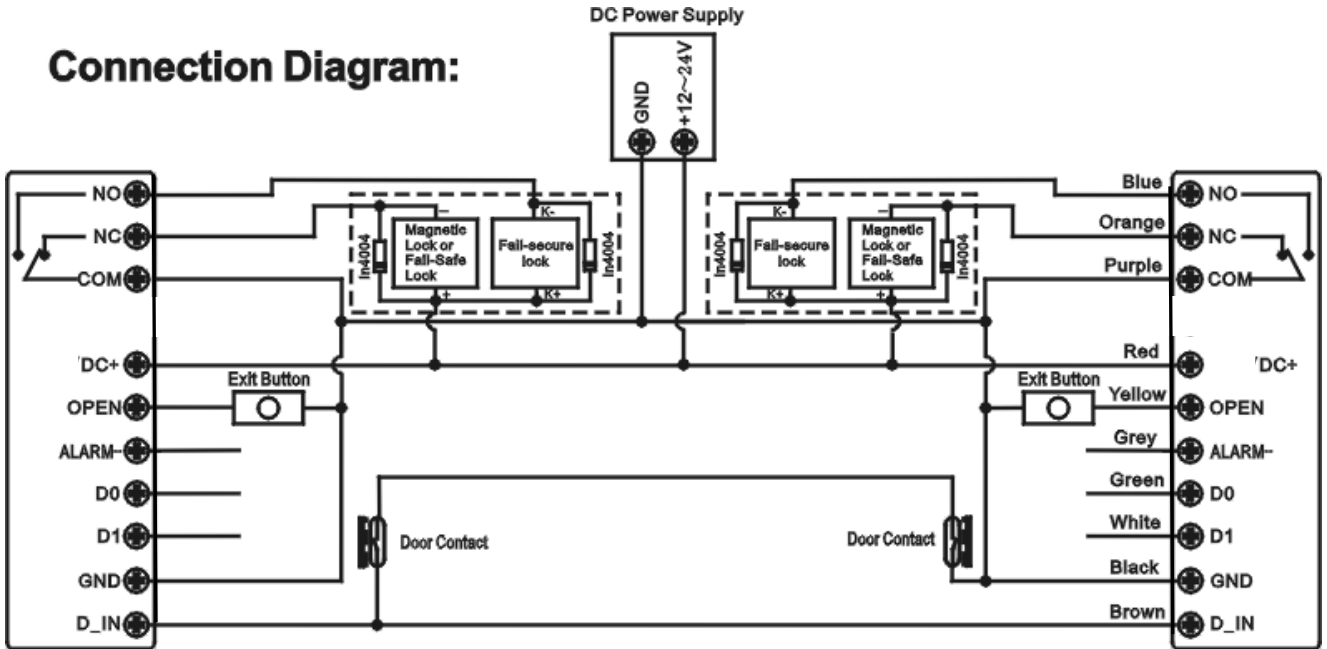 DC Power Supply
Connection Diagram:
GND
+12~24V
NO
NC
COM
'DC+
OPEN
ALARM-
D0
D1
GND
D_IN
In4004
−
Magnetic
Lock or
Fail-Safe
Lock
+
K-
Fail-secure
lock
K+
In4004
In4004
K-
Fail-secure
lock
K+
−
Magnetic
Lock or
Fail-Safe
Lock
+
In4004
Exit Button
Exit Button
Door Contact
Door Contact
Blue
Orange
Purple
Red
Yellow
Grey
Green
White
Black
Brown
NO
NC
COM
'DC+
OPEN
ALARM-
D0
D1
GND
D_IN